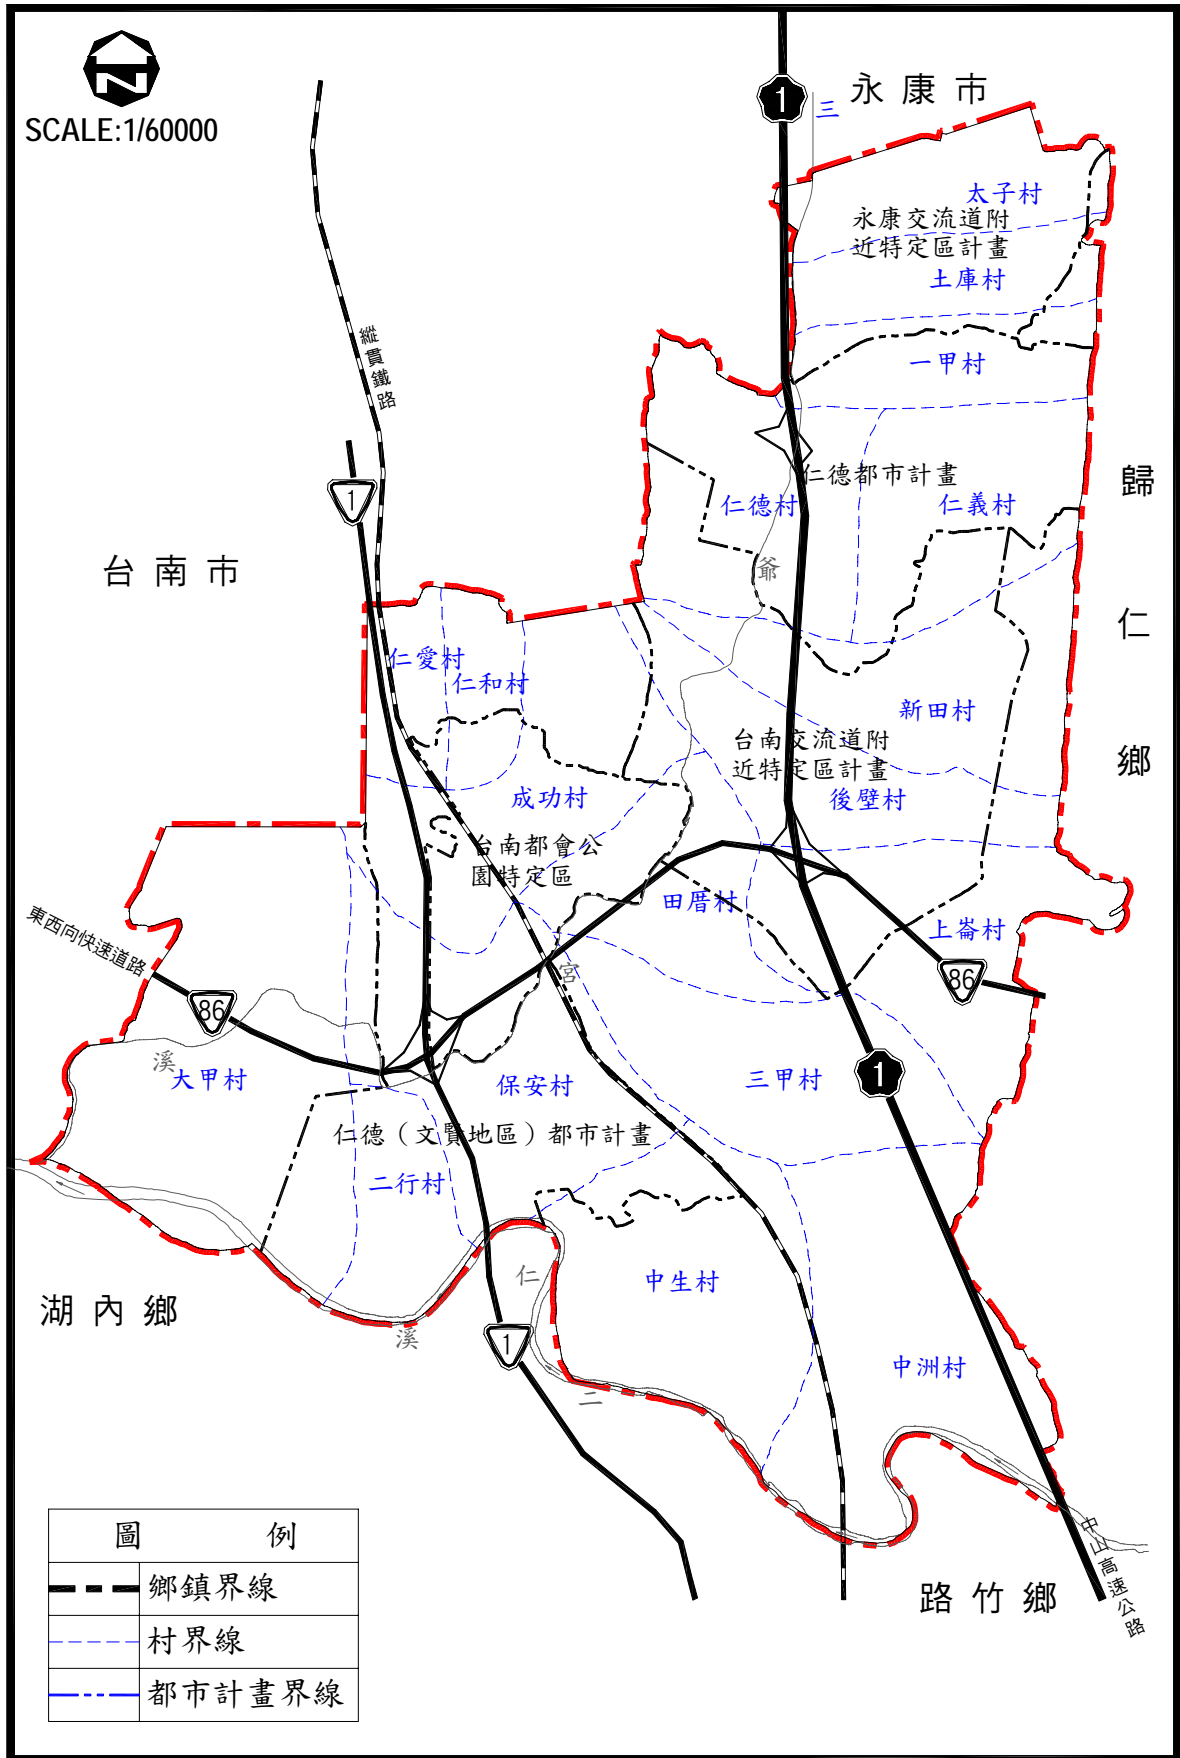 N
SCALE:1/60000
1
永康市
三
太子村
永康交流道附
近特定區計畫
土庫村
縱貫鐵路
一甲村
仁德都市計畫
仁德村
仁義村
1
歸仁鄉
台南市
爺
仁愛村
仁和村
新田村
台南交流道附
近特定區計畫
後壁村
成功村
台南都會公
園特定區
田厝村
上崙村
東西向快速道路
宮
86
86
溪
大甲村
保安村
三甲村
1
仁德（文賢地區）都市計畫
二行村
仁
中生村
湖內鄉
溪
1
二
中洲村
中山高速公路
路竹鄉
圖例
鄉鎮界線
村界線
都市計畫界線